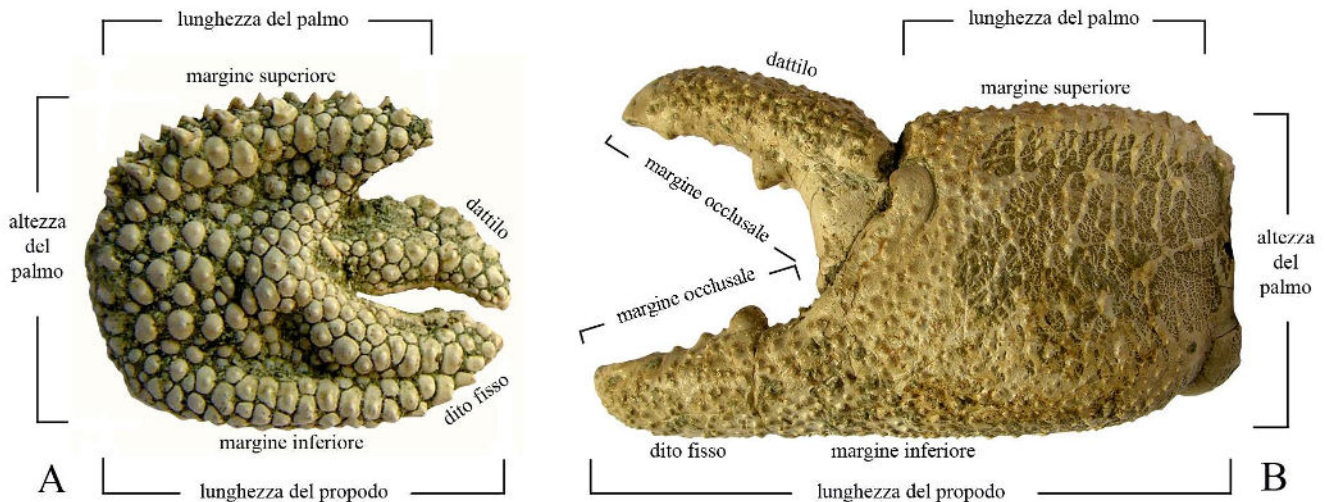 lunghezza del palmo
margine superiore
altezza
del
palmo
dattilo
dito fisso
margine inferiore
A
lunghezza del propodo
lunghezza del palmo
dattilo
margine superiore
margine occlusale
margine occlusale
altezza
del
palmo
dito fisso
margine inferiore
B
lunghezza del propodo